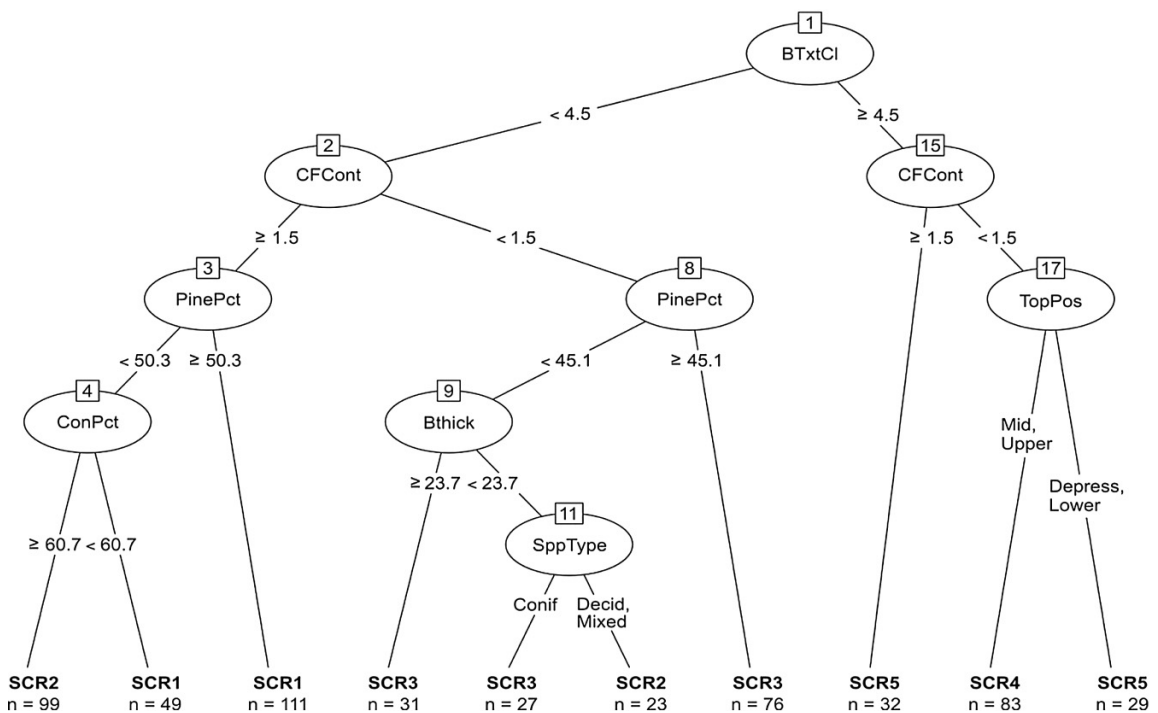 1
BTxtCl
< 4.5
≥ 4.5
2
CFCont
15
CFCont
≥ 1.5
< 1.5
≥ 1.5
< 1.5
3
PinePct
8
PinePct
17
TopPos
< 50.3
≥ 50.3
< 45.1
≥ 45.1
4
ConPct
9
Bthick
Mid,
Upper
≥ 23.7
< 23.7
Depress,
Lower
11
SppType
≥ 60.7
< 60.7
Conif
Decid,
Mixed
SCR2
n = 99
SCR1
n = 49
SCR1
n = 111
SCR3
n = 31
SCR3
n = 27
SCR2
n = 23
SCR3
n = 76
SCR5
n = 32
SCR4
n = 83
SCR5
n = 29